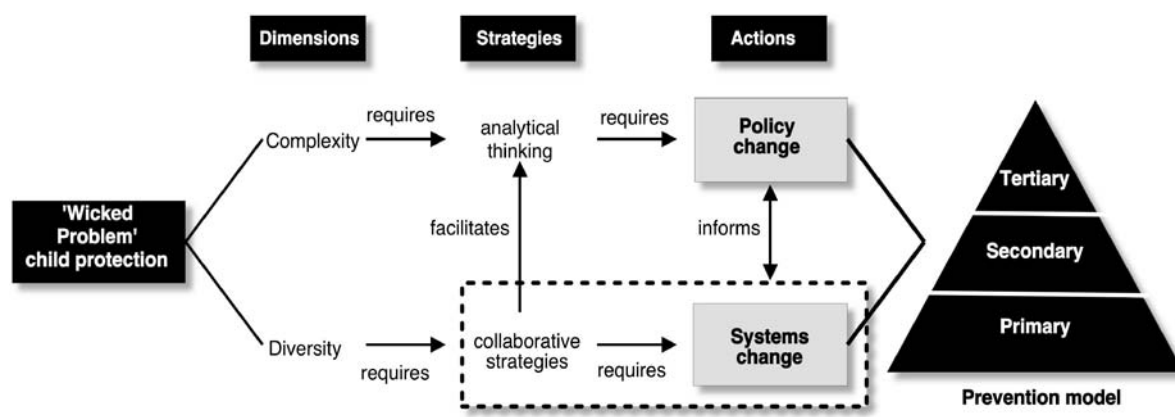 Dimensions
Strategies
Actions
requires
requires
Complexity
analytical
thinking
Policy
change
'Wicked
Problem'
child protection
facilitates
informs
Diversity
requires
collaborative
strategies
requires
Systems
change
Tertiary
Secondary
Primary
Prevention model